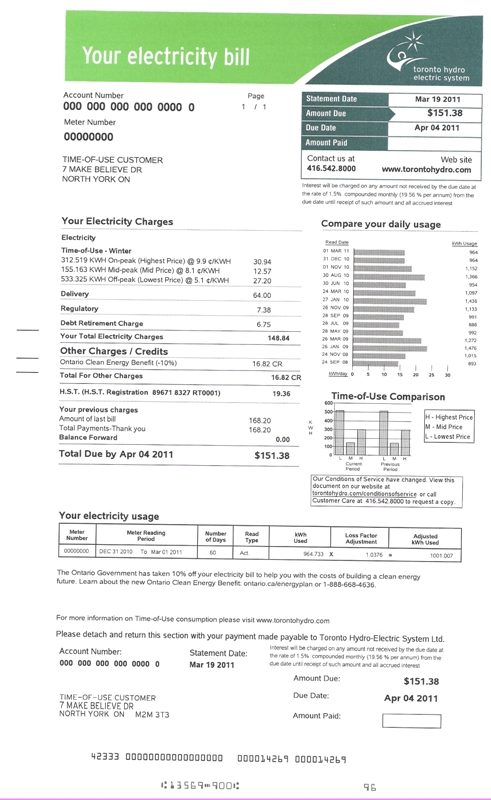 Your electricity bill
toronto hydro
electric system
Account Number
Page
000 000 000 000 0000 0
1 / 1
Meter Number
00000000
TIME-OF-USE CUSTOMER
7 MAKE BELIEVE DR
NORTH YORK ON
Statement Date Mar 19 2011
Amount Due $151.38
Due Date Apr 04 2011
Amount Paid
Contact us at Web site
416.542.8000 www.torontohydro.com
Interest will be charged on any amount not received by the due date at
the rate of 1.5% compounded monthly (19.56 % per annum) from the
due date until receipt of such amount and all accrued interest
Your Electricity Charges
Electricity
Time-of-Use - Winter
312.519 KWH On-peak (Highest Price) @ 9.9 ¢/KWH 30.94
155.163 KWH Mid-peak (Mid Price) @ 8.1 ¢/KWH 12.57
533.325 KWH Off-peak (Lowest Price) @ 5.1 ¢/KWH 27.20
Delivery 64.00
Regulatory 7.38
Debt Retirement Charge 6.75
Your Total Electricity Charges 148.84
Other Charges / Credits
Ontario Clean Energy Benefit (-10%) 16.82 CR
Total For Other Charges 16.82 CR
H.S.T. (H.S.T. Registration 89671 8327 RT0001) 19.36
Your previous charges
Amount of last bill 168.20
Total Payments-Thank you 168.20
Balance Forward 0.00
Total Due by Apr 04 2011 $151.38
Compare your daily usage
Read Date kWh Usage
01 MAR 11 964
31 DEC 10 964
01 NOV 10 1,152
30 AUG 10 1,366
30 JUN 10 954
24 MAR 10 1,097
27 JAN 10 1,436
26 NOV 09 1,133
28 SEP 09 991
28 JUL 09 888
28 MAY 09 992
26 MAR 09 1,272
26 JAN 09 1,476
24 NOV 08 1,015
24 SEP 08 892
kWh/day 0 5 10 15 20 25 30
Time-of-Use Comparison
600
500
400
300
200
100
0
K
W
H
L M H L M H
Current Period
Previous Period
H - Highest Price
M - Mid Price
L - Lowest Price
Our Conditions of Service have changed. View this
document on our website at
torontohydro.com/conditionsofservice or call
Customer Care at 416.542.8000 to request a copy.
Your electricity usage
Meter Number Meter Reading Period Number of Days Read Type kWh Used Loss Factor Adjustment Adjusted kWh Used
00000000 DEC 31 2010 To Mar 01 2011 60 Act. 964.733 X 1.0376 = 1001.007
The Ontario Government has taken 10% off your electricity bill to help you with the costs of building a clean energy
future. Learn about the new Ontario Clean Energy Benefit: ontario.ca/energyplan or 1-888-668-4636.
For more information on Time-of-Use consumption please visit www.torontohydro.com
Please detach and return this section with your payment made payable to Toronto Hydro-Electric System Ltd.
Account Number: Statement Date:
000 000 000 000 0000 0 Mar 19 2011
Interest will be charged on any amount not received by the due date at
the rate of 1.5% compounded monthly (19.56 % per annum) from the
due date until receipt of such amount and all accrued interest
Amount Due: $151.38
Due Date: Apr 04 2011
Amount Paid:
TIME-OF-USE CUSTOMER
7 MAKE BELIEVE DR
NORTH YORK ON M2M 3T3
42333 00000000000000000 000014269 000014269
⑆13569⑉900⑆ 96